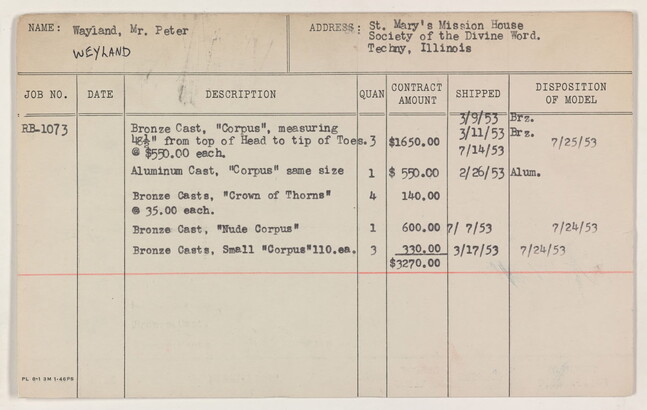 NAME: Wayland, Mr. Peter
WEYLAND
ADDRESS: St. Mary's Mission House
Society of the Divine Word.
Techny, Illinois
JOB NO. DATE DESCRIPTION QUAN CONTRACT AMOUNT SHIPPED DISPOSITION OF MODEL
3/9/53 Brz.
RB-1073 Bronze Cast, "Corpus", measuring 3/11/53 Brz.
" from top of Head to tip of Toes. 3 $1650.00 7/25/53
@ $550.00 each. 7/14/53
Aluminum Cast, "Corpus" same size 1 $ 550.00 2/26/53 Alum.
Bronze Casts, "Crown of Thorns" 4 140.00
@ 35.00 each.
Bronze Cast, "Nude Corpus" 1 600.00 7/ 7/53 7/24/53
Bronze Casts, Small "Corpus"110.ea. 3 330.00 3/17/53 7/24/53
$3270.00
PL 6-1 3M 1-46PB